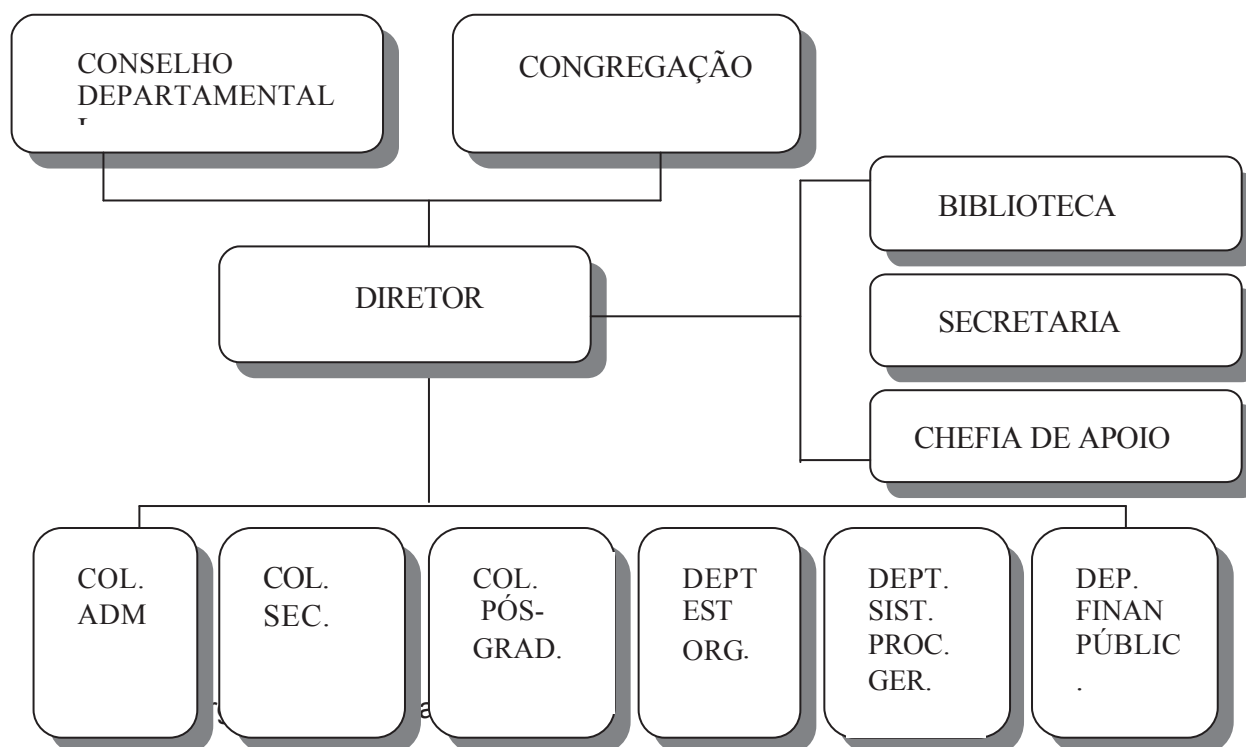 CONSELHO
DEPARTAMENTAL
CONGREGAÇÃO
BIBLIOTECA
DIRETOR
SECRETARIA
CHEFIA DE APOIO
COL.
ADM
COL.
SEC.
COL.
PÓS-
GRAD.
DEPT
EST
ORG.
DEPT.
SIST.
PROC.
GER.
DEP.
FINAN
PÚBLIC
.